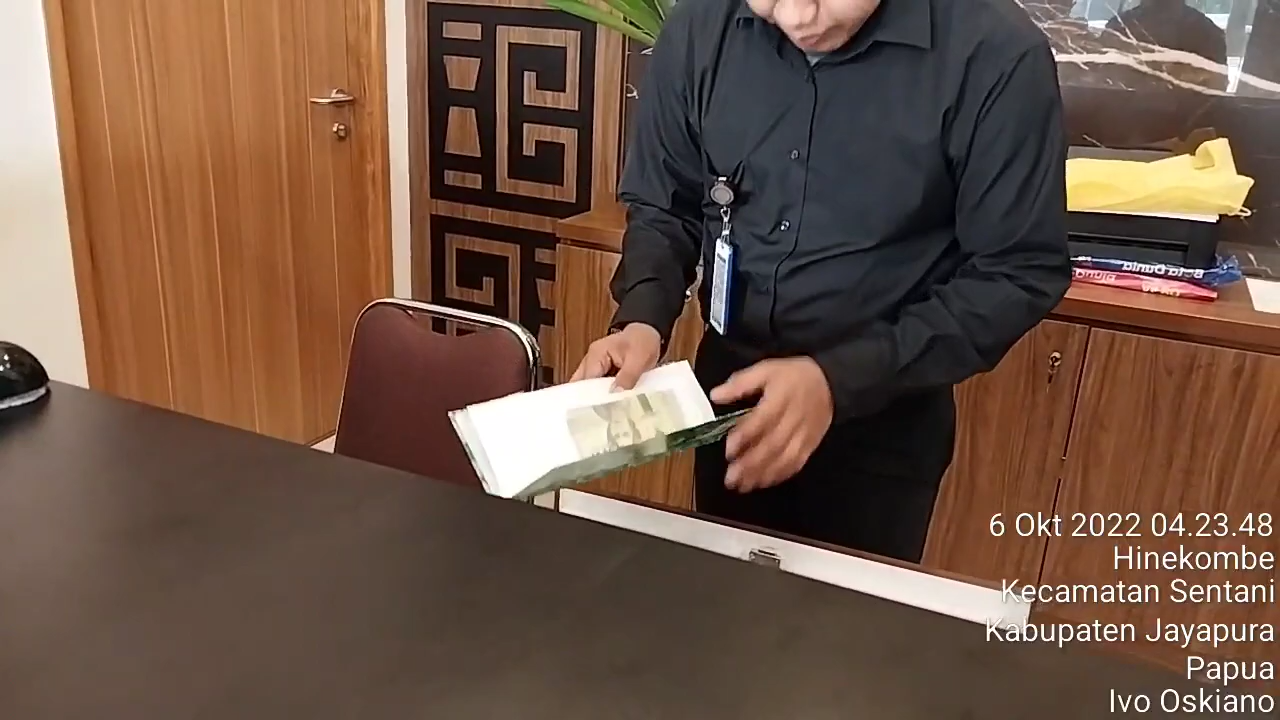 6 Okt 2022 04.23.48
Hinekombe
Kecamatan Sentani
Kabupaten Jayapura
Papua
Ivo Oskiano